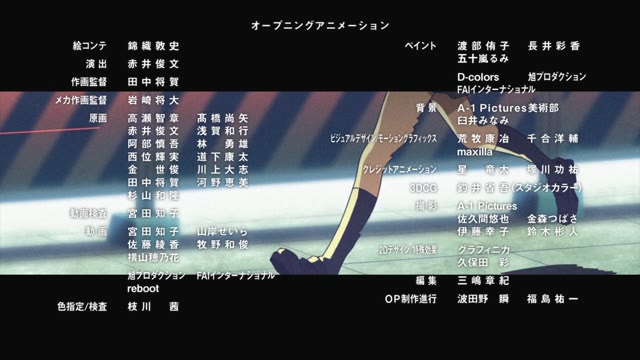 オープニングアニメーション
絵コンテ 錦織敦史
演出 赤井俊文
作画監督 田中将賀
メカ作画監督 岩崎将大
原画 高瀬智章 髙橋尚矢
赤井俊文 浅賀和行
阿部慎吾 林 勇雄
西位輝実 道下康太
金 世俊 川上大志
田中将賀 河野恵美
杉山和隆
動画検査 宮田知子
動画 宮田知子 山岸せいら
佐藤綾香 牧野和俊
横山穂乃花
旭プロダクション FAIインターナショナル
reboot
色指定/検査 枝川 茜
ペイント 渡部侑子 長井彩香
五十嵐るみ
D-colors 旭プロダクション
FAIインターナショナル
背景 A-1 Pictures美術部
臼井みなみ
ビジュアルデザイン/モーショングラフィックス 荒牧康治 千合洋輔
maxilla
クレジットアニメーション 星 竜太 塚川功祐
3DCG 釣井省吾(スタジオカラー)
撮影 A-1 Pictures
佐久間悠也 金森つばさ
伊藤幸子 鈴木彬人
2Dデザイン/特殊効果 グラフィニカ
久保田 彩
編集 三嶋章紀
OP制作進行 波田野 瞬 福島祐一